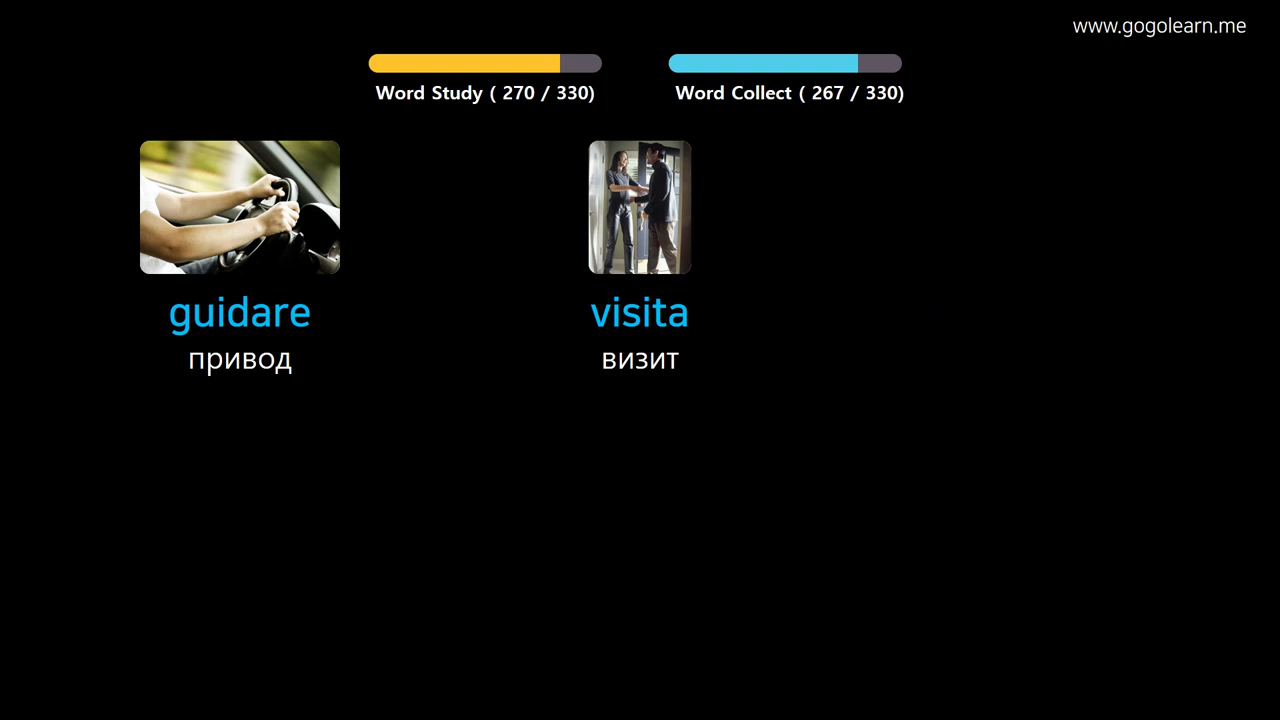 www.gogolearn.me
Word Study ( 270 / 330)
Word Collect ( 267 / 330)
guidare
привод
visita
визит